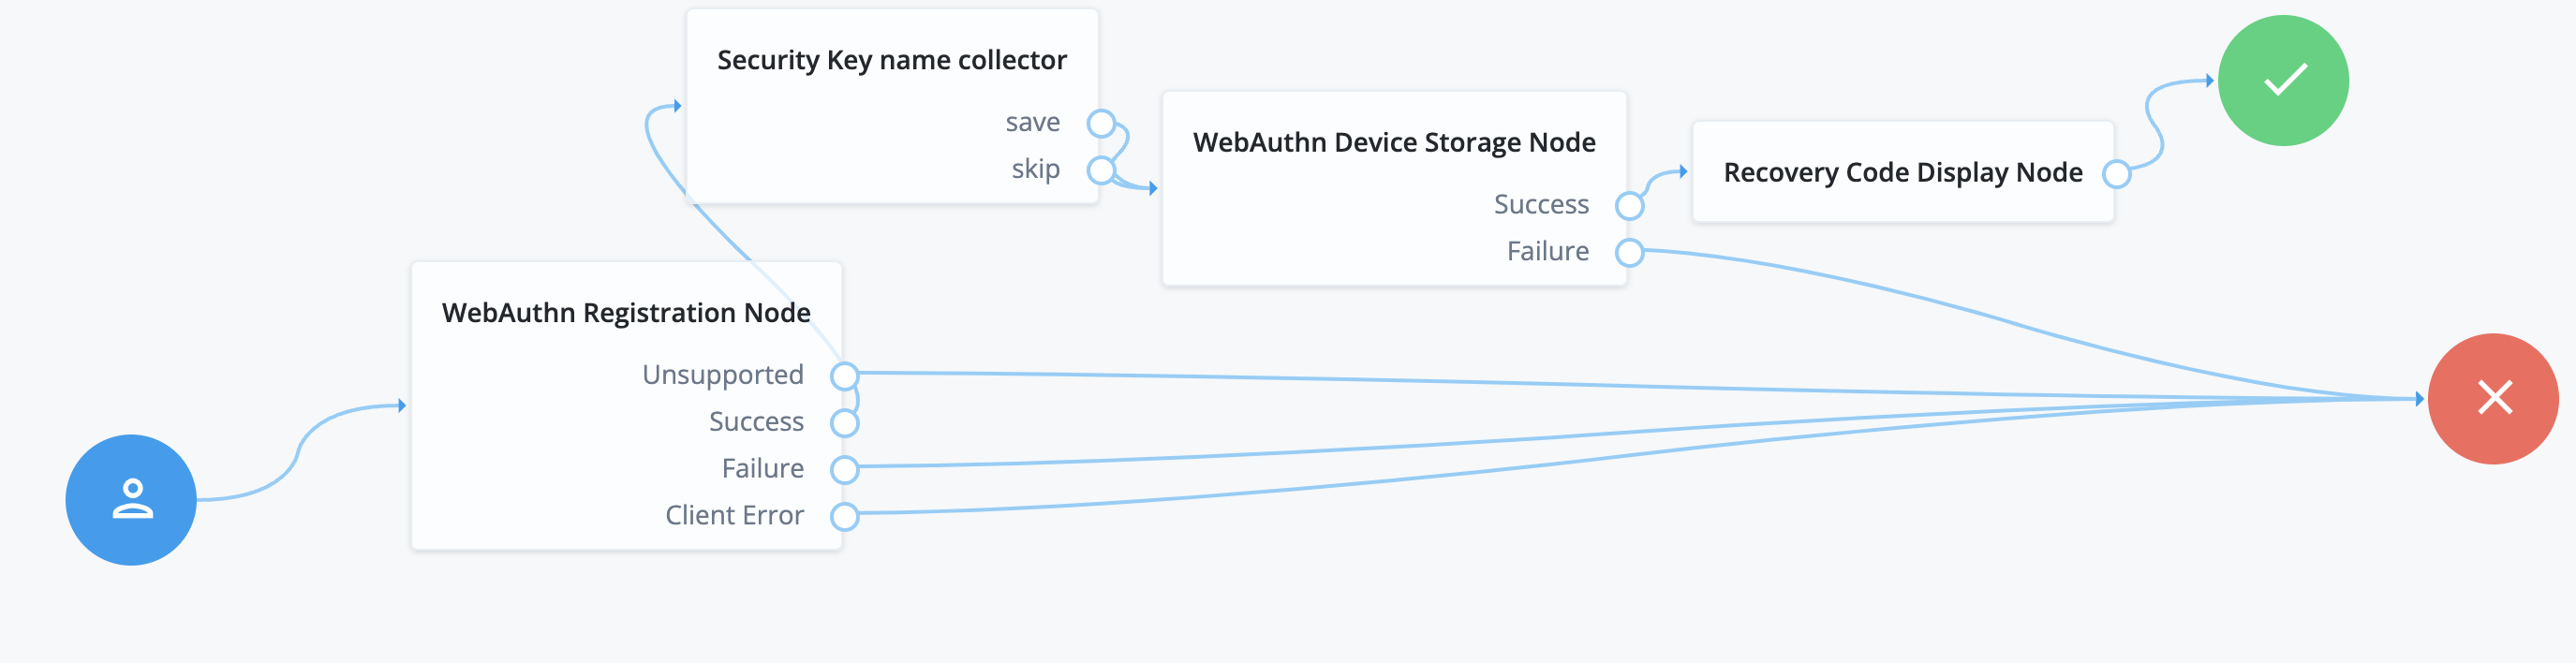 Security Key name collector
save
skip
WebAuthn Device Storage Node
Success
Failure
Recovery Code Display Node
WebAuthn Registration Node
Unsupported
Success
Failure
Client Error